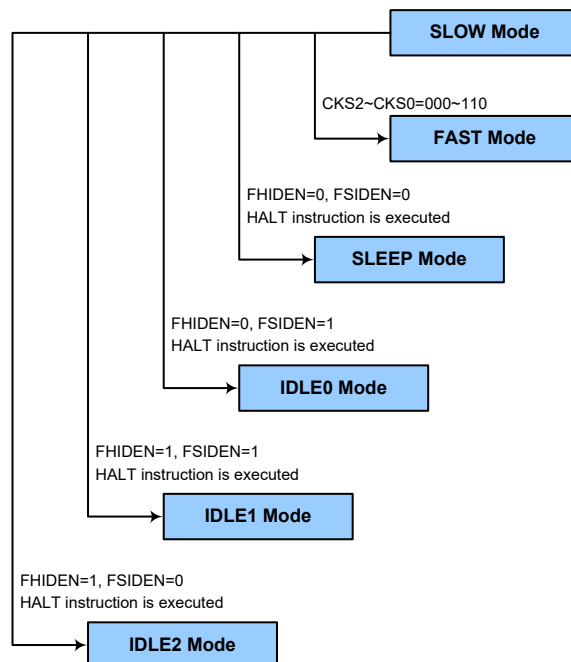 SLOW Mode
CKS2~CKS0=000~110
FAST Mode
FHIDEN=0, FSIDEN=0
HALT instruction is executed
SLEEP Mode
FHIDEN=0, FSIDEN=1
HALT instruction is executed
IDLE0 Mode
FHIDEN=1, FSIDEN=1
HALT instruction is executed
IDLE1 Mode
FHIDEN=1, FSIDEN=0
HALT instruction is executed
IDLE2 Mode